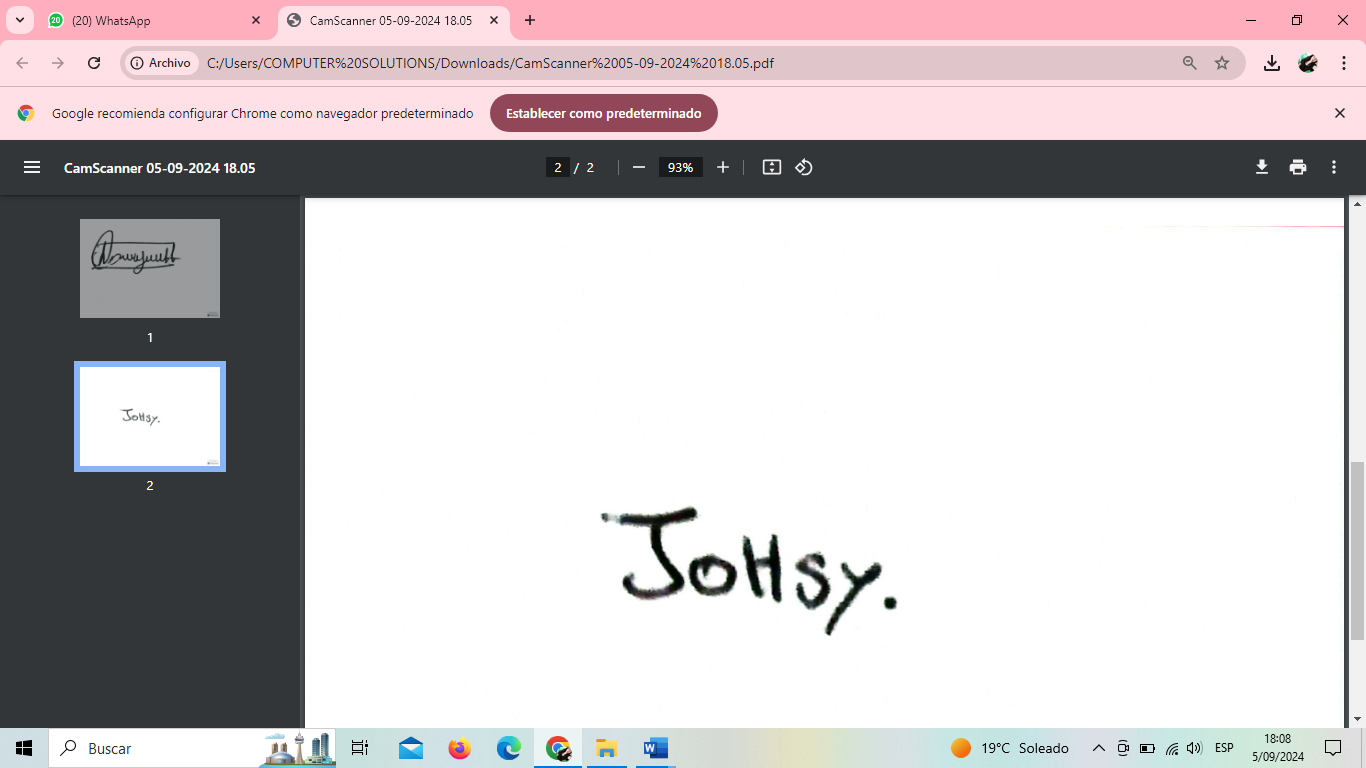 20
(20) WhatsApp
CamScanner 05-09-2024 18.05
Archivo
C:/Users/COMPUTER%20SOLUTIONS/Downloads/CamScanner%2005-09-2024%2018.05.pdf
Google recomienda configurar Chrome como navegador predeterminado
Establecer como predeterminado
CamScanner 05-09-2024 18.05
2 / 2
93%
1
JoHsy.
2
JoHsy.
Buscar
19°C Soleado
ESP
18:08
5/09/2024